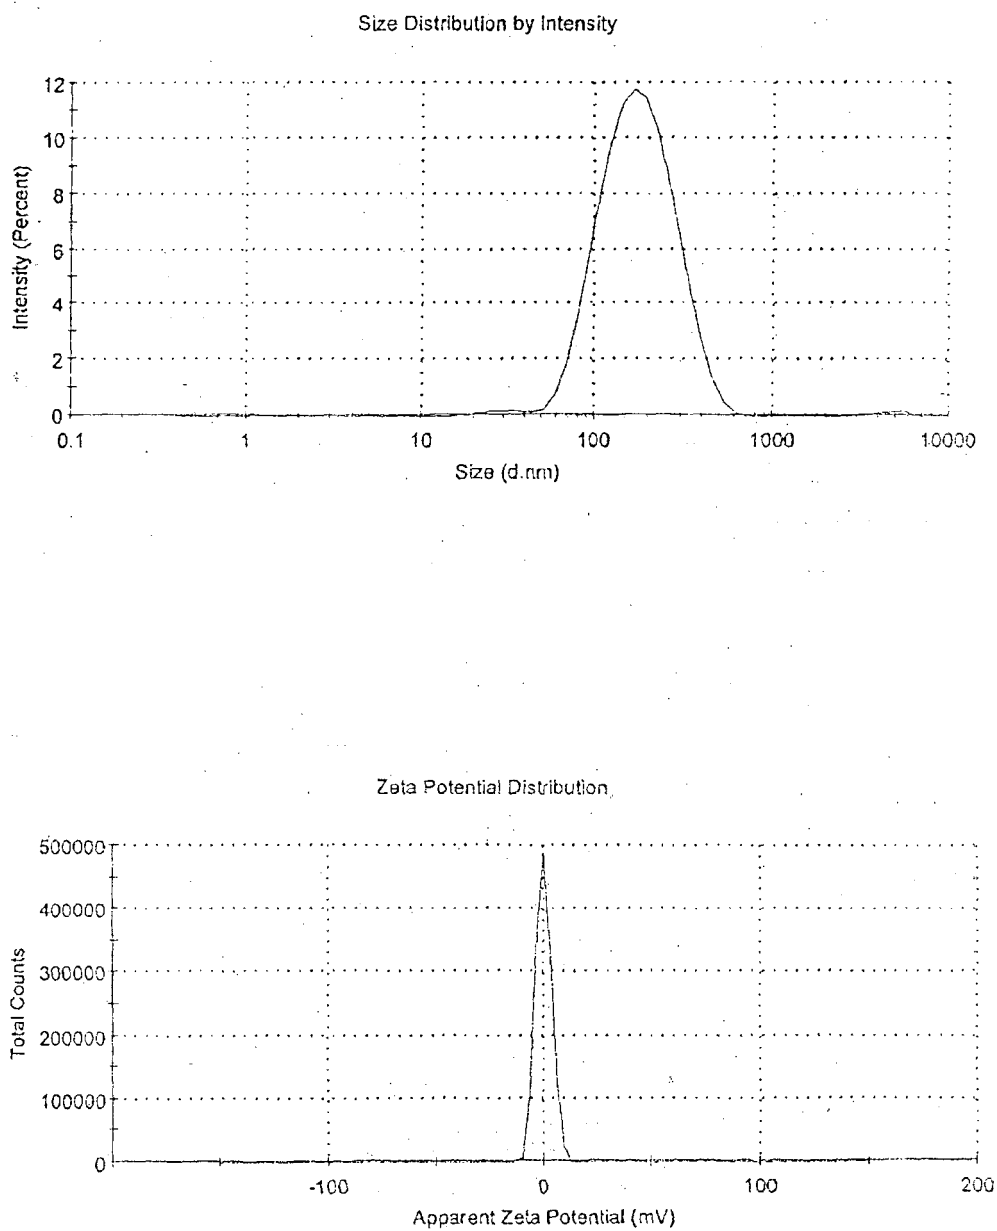 Size Distribution by Intensity
12
10
8
6
4
2
0
Intensity (Percent)
0.1 1 10 100 1000 10000
Size (d.nm)
Zeta Potential Distribution
500000
400000
300000
200000
100000
0
Total Counts
-100 0 100 200
Apparent Zeta Potential (mV)